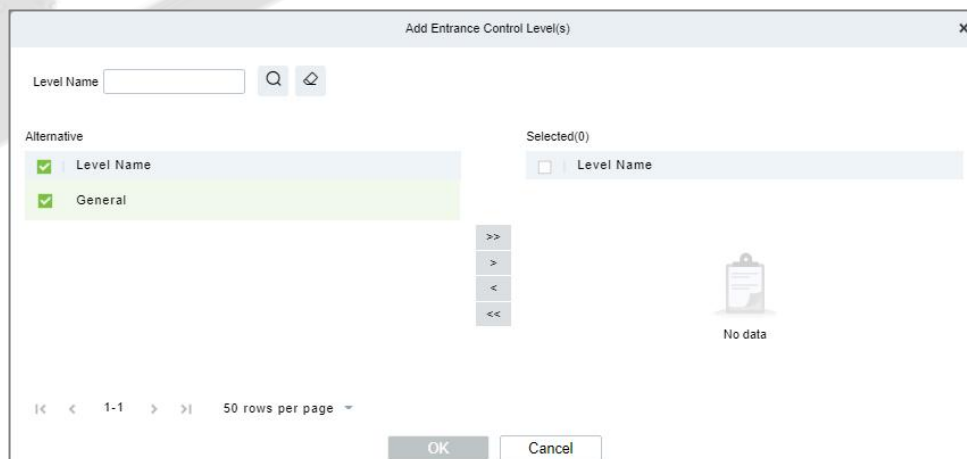 Add Entrance Control Level(s)
×
Level Name
Alternative
Selected(0)
Level Name
Level Name
General
>>
>
<
<<
No data
|< < 1-1 > >| 50 rows per page
OK
Cancel